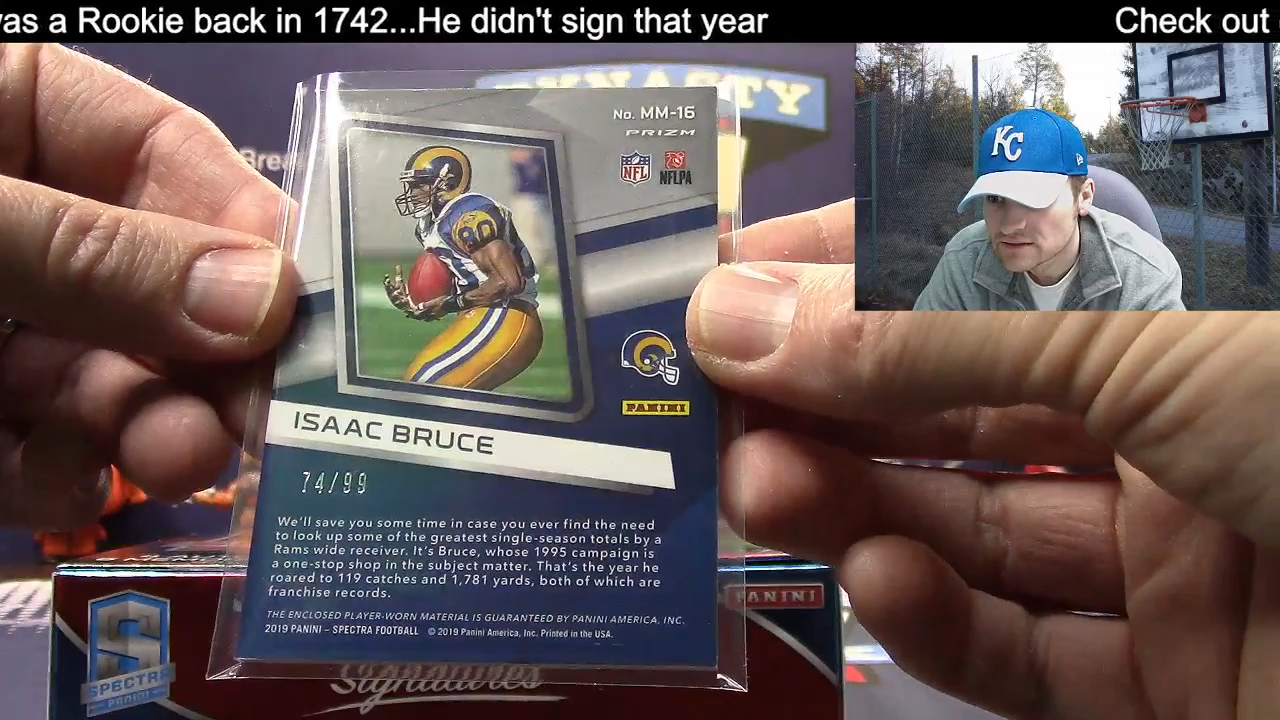 was a Rookie back in 1742...He didn't sign that year
Check out
DYNASTY
Brea
No. MM-16
PRIZM
NFL
NFLPA
80
KC
PANINI
ISAAC BRUCE
74/99
We'll save you some time in case you ever find the need
to look up some of the greatest single-season totals by a
Rams wide receiver. It's Bruce, whose 1995 campaign is
a one-stop shop in the subject matter. That's the year he
roared to 119 catches and 1,781 yards, both of which are
franchise records.
THE ENCLOSED PLAYER-WORN MATERIAL IS GUARANTEED BY PANINI AMERICA, INC.
2019 PANINI – SPECTRA FOOTBALL © 2019 Panini America, Inc. Printed in the USA.
PANINI
S
SPECTRA
PANINI
Signatures